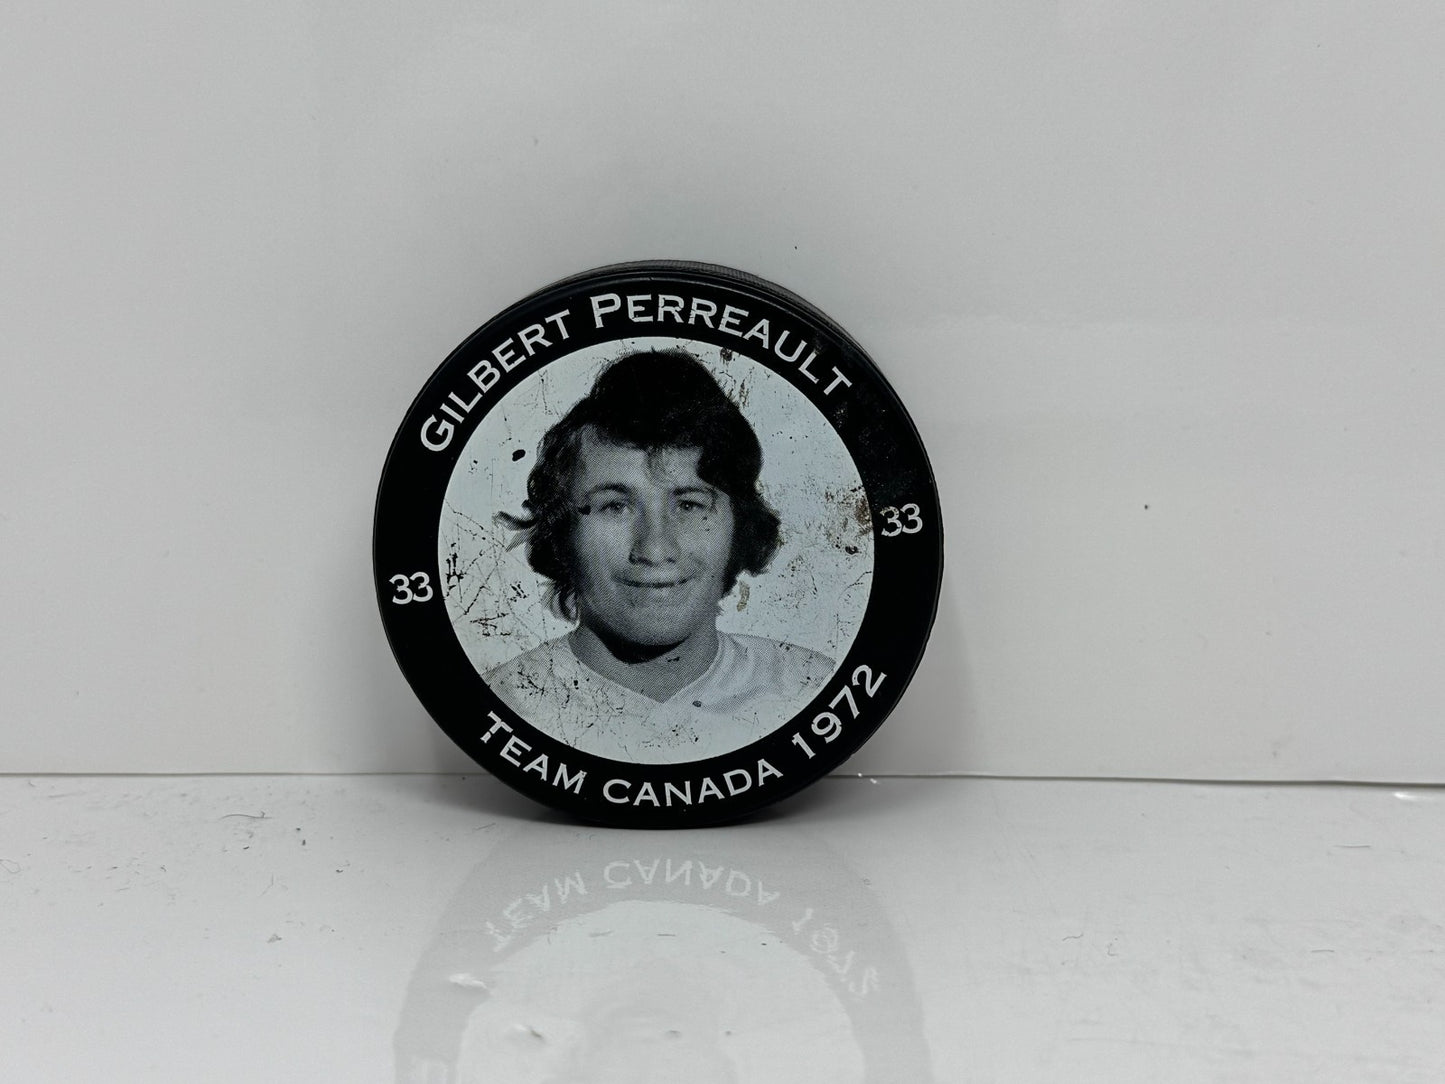 GILBERT PERREAULT
33
33
TEAM CANADA 1972